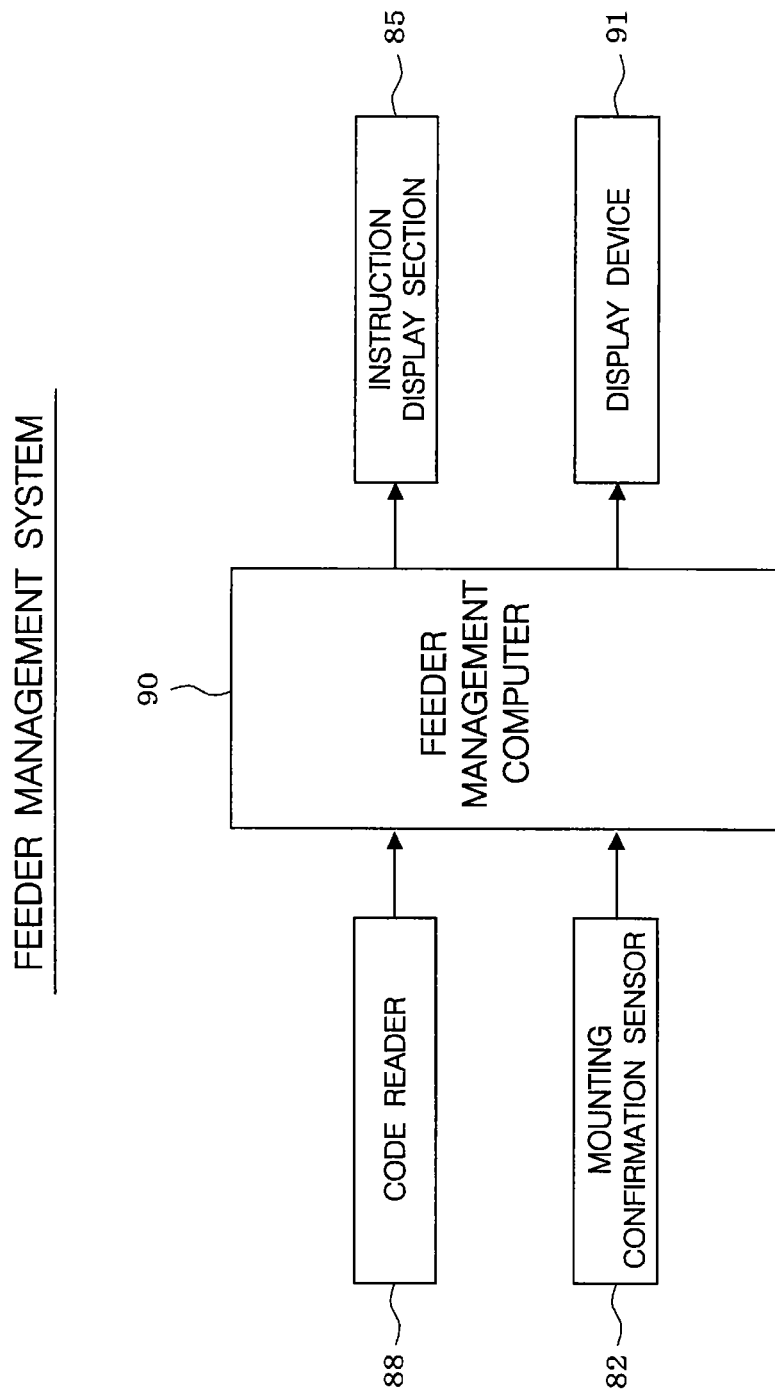 FEEDER MANAGEMENT SYSTEM
90
FEEDER
MANAGEMENT
COMPUTER
CODE READER
88
MOUNTING
CONFIRMATION SENSOR
82
INSTRUCTION
DISPLAY SECTION
85
DISPLAY DEVICE
91